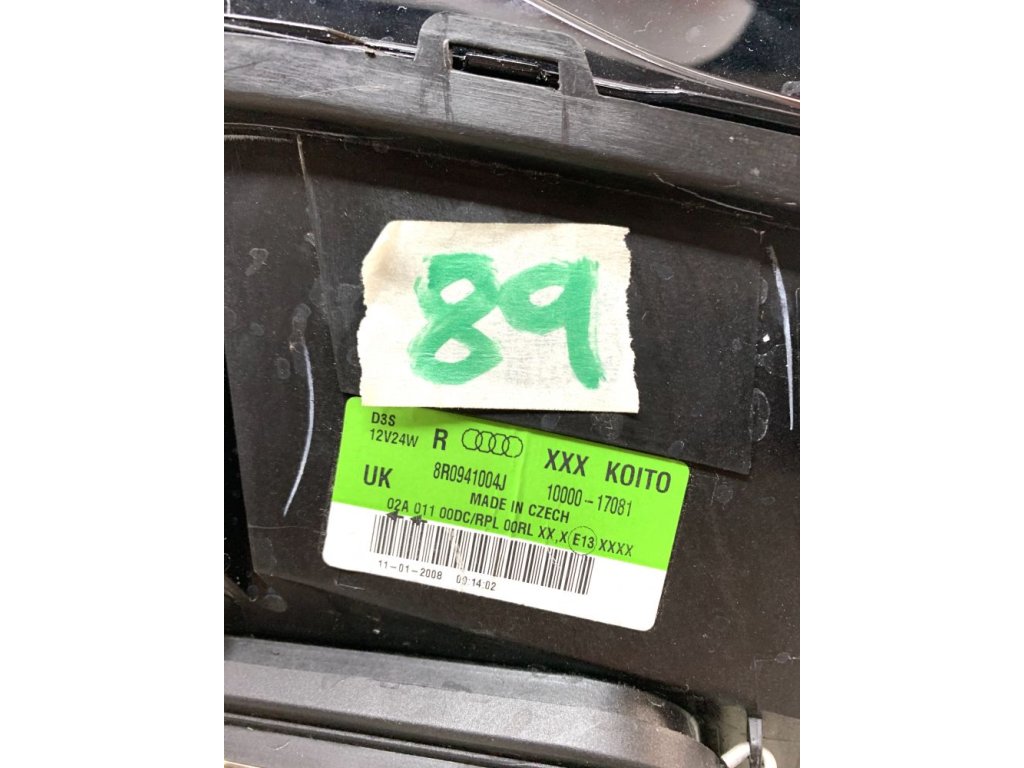 89
D3S
12V24W R
XXX KOITO
UK 8R0941004J 10000-17081
MADE IN CZECH
02A 011 00DC/RPL 00RL XX,X E13 XXXX
11-01-2008 09:14:02